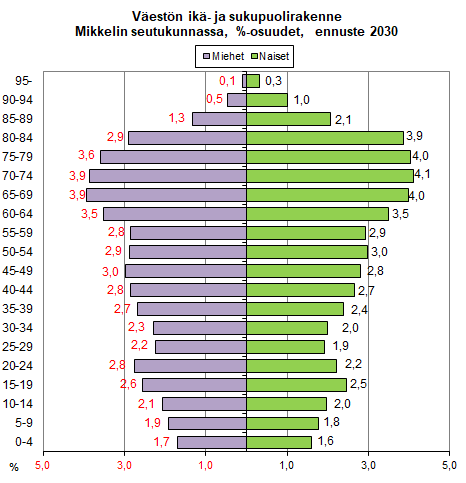 Väestön ikä- ja sukupuolirakenne
Mikkelin seutukunnassa, %-osuudet, ennuste 2030
Miehet Naiset
95- 0,1 0,3
90-94 0,5 1,0
85-89 1,3 2,1
80-84 2,9 3,9
75-79 3,6 4,0
70-74 3,9 4,1
65-69 3,9 4,0
60-64 3,5 3,5
55-59 2,8 2,9
50-54 2,9 3,0
45-49 3,0 2,8
40-44 2,8 2,7
35-39 2,7 2,4
30-34 2,3 2,0
25-29 2,2 1,9
20-24 2,8 2,2
15-19 2,6 2,5
10-14 2,1 2,0
5-9 1,9 1,8
0-4 1,7 1,6
% 5,0 3,0 1,0 1,0 3,0 5,0